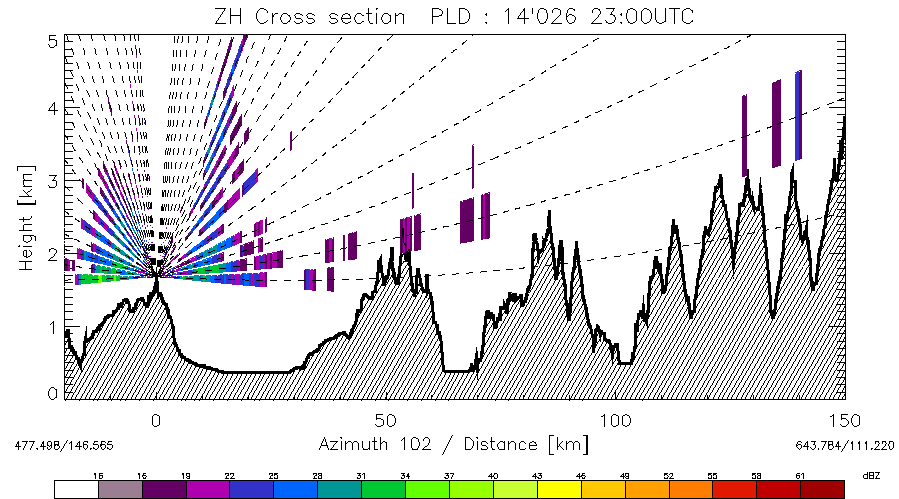 ZH Cross section PLD : 14'026 23:00UTC
5
4
3
2
1
0
Height [km]
0 50 100 150
477.498/146.565 Azimuth 102 / Distance [km] 643.784/111.220
15 16 19 22 25 28 31 34 37 40 43 46 49 52 55 58 61 dBZ